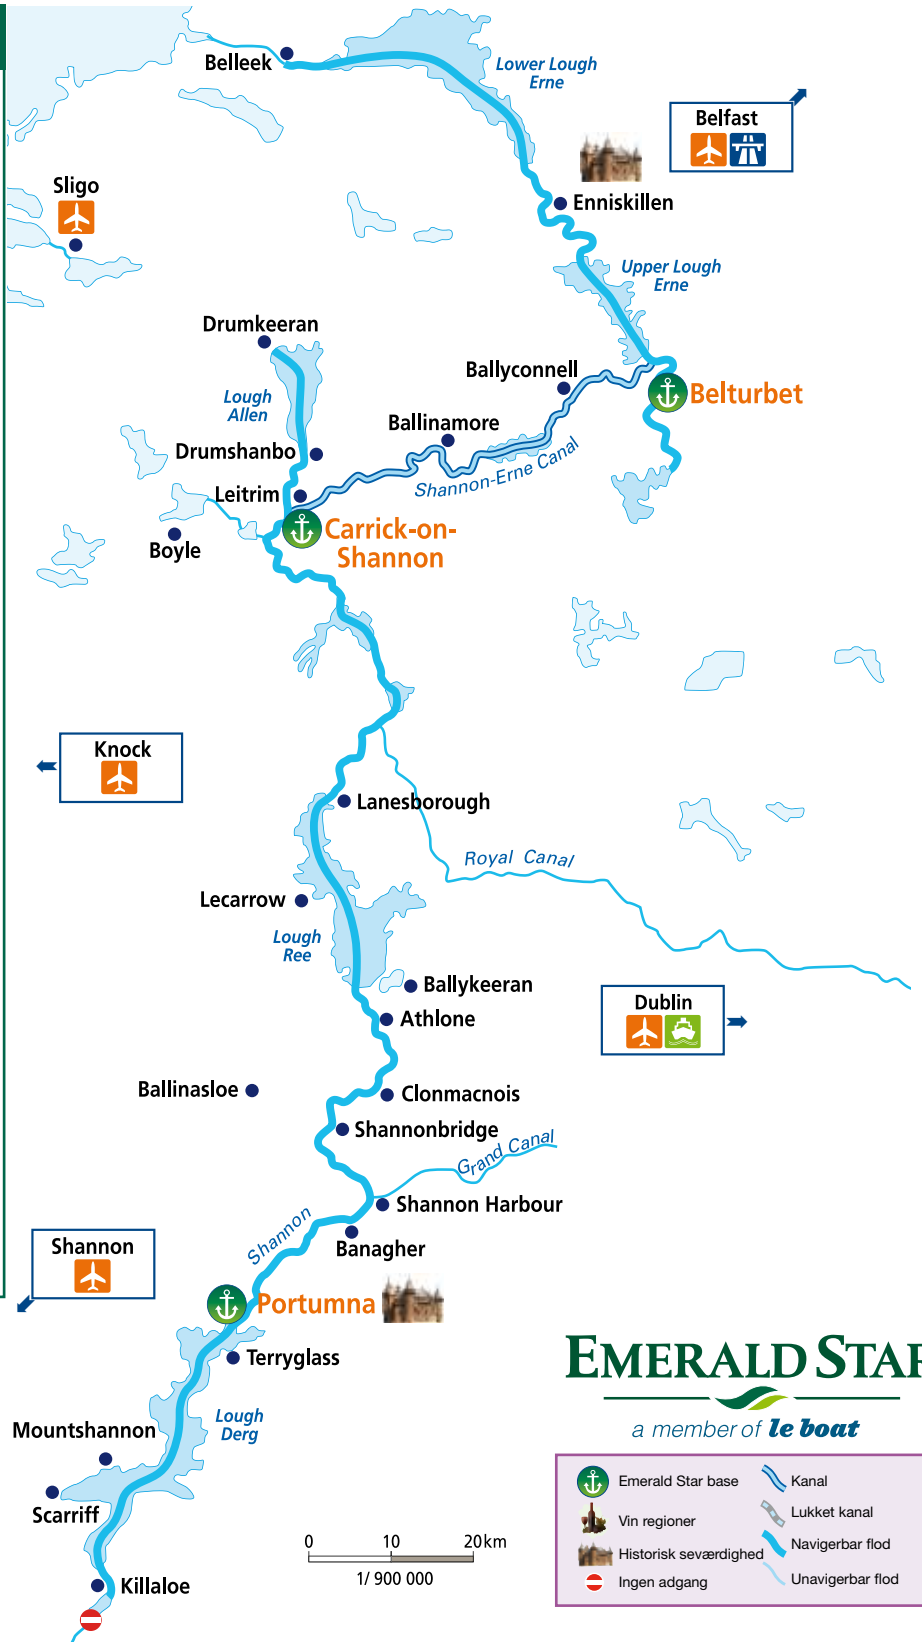 Belleek
Lower Lough
Erne
Belfast
Sligo
Enniskillen
Upper Lough
Erne
Drumkeeran
Ballyconnell
Lough
Allen
Belturbet
Ballinamore
Drumshanbo
Shannon-Erne Canal
Leitrim
Carrick-on-
Shannon
Boyle
Knock
Lanesborough
Royal Canal
Lecarrow
Lough
Ree
Ballykeeran
Dublin
Athlone
Ballinasloe
Clonmacnois
Shannonbridge
Grand Canal
Shannon Harbour
Shannon
Banagher
Shannon
Portumna
Terryglass
EMERALD STAR
a member of le boat
Lough
Derg
Mountshannon
Scarriff
Killaloe
0 10 20km
1/ 900 000
Emerald Star base
Vin regioner
Historisk seværdighed
Ingen adgang
Kanal
Lukket kanal
Navigerbar flod
Unavigerbar flod